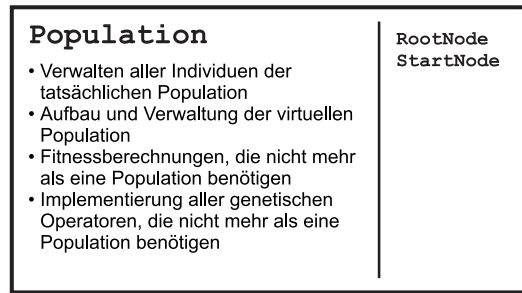 Population
• Verwalten aller Individuen der
tatsächlichen Population
• Aufbau und Verwaltung der virtuellen
Population
• Fitnessberechnungen, die nicht mehr
als eine Population benötigen
• Implementierung aller genetischen
Operatoren, die nicht mehr als eine
Population benötigen
RootNode
StartNode